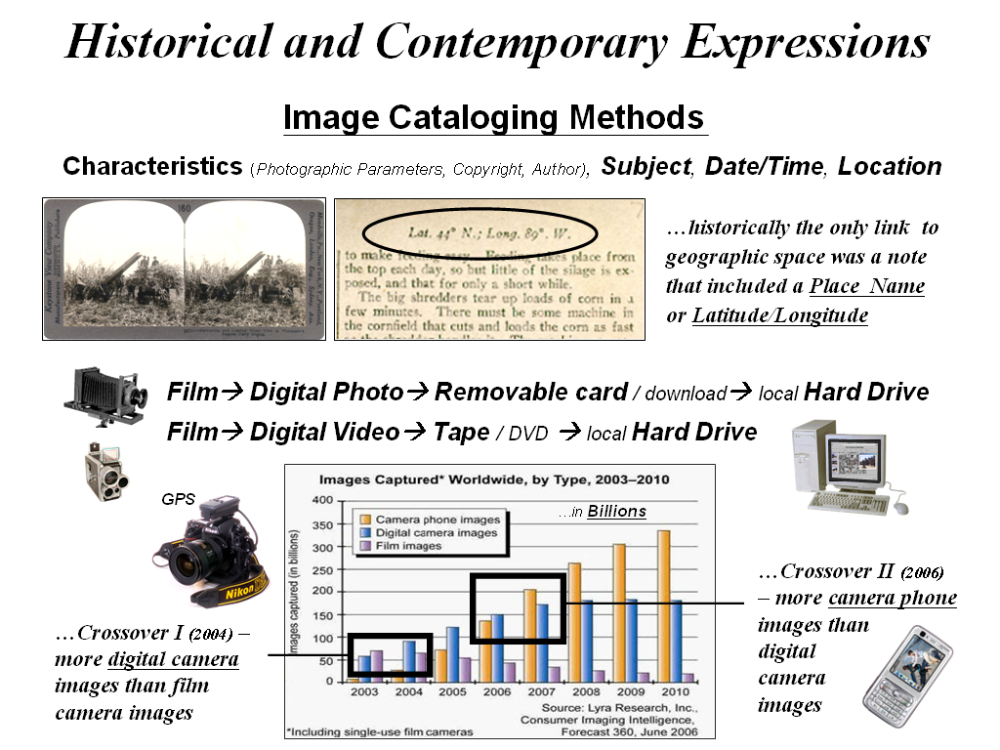 Historical and Contemporary Expressions
Image Cataloging Methods
Characteristics (Photographic Parameters, Copyright, Author), Subject, Date/Time, Location
160
Keystone View Company
Lat. 44° N.; Long. 89°. W.
to make feeding easy. Feeding takes place from
the top each day, so but little of the silage is ex-
posed, and that for only a short while.
The big shredders tear up loads of corn in a
few minutes. There must be some machine in
the cornfield that cuts and loads the corn as fast
…historically the only link to
geographic space was a note
that included a Place Name
or Latitude/Longitude
Film→ Digital Photo→ Removable card / download→ local Hard Drive
Film→ Digital Video→ Tape / DVD → local Hard Drive
GPS
Nikon
…Crossover I (2004) –
more digital camera
images than film
camera images
Images Captured* Worldwide, by Type, 2003–2010
…in Billions
Camera phone images
Digital camera images
Film images
Images captured (in billions)
400
350
300
250
200
150
100
50
0
2003 2004 2005 2006 2007 2008 2009 2010
Source: Lyra Research, Inc.,
Consumer Imaging Intelligence,
Forecast 360, June 2006
*Including single-use film cameras
…Crossover II (2006)
– more camera phone
images than
digital
camera
images